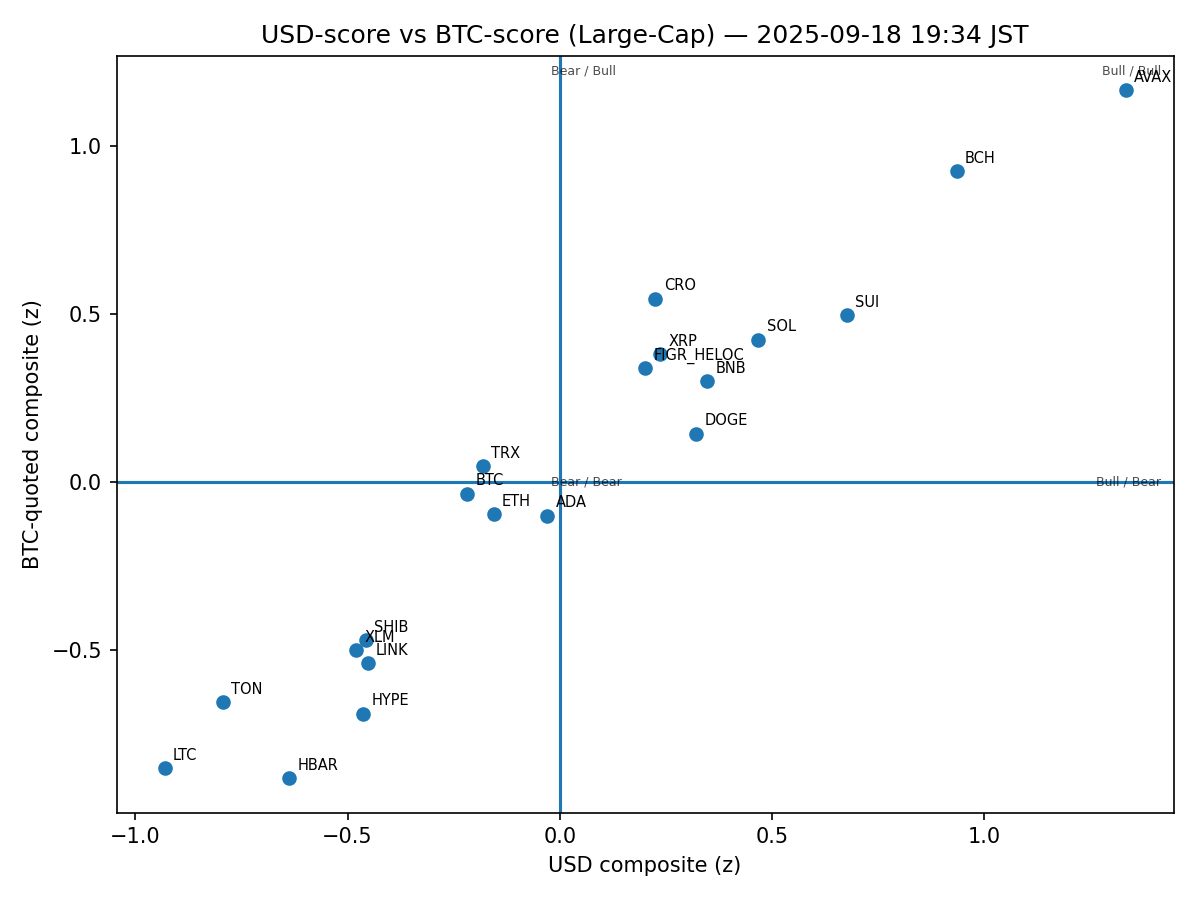 USD-score vs BTC-score (Large-Cap) — 2025-09-18 19:34 JST
Bear / Bull
Bull / Bull
AVAX
BCH
CRO
SUI
SOL
XRP
FIGR_HELOC
BNB
DOGE
TRX
BTC
Bear / Bear
Bull / Bear
ETH
ADA
SHIB
XLM
LINK
TON
HYPE
LTC
HBAR
1.0
0.5
0.0
−0.5
BTC-quoted composite (z)
−1.0
−0.5
0.0
0.5
1.0
USD composite (z)